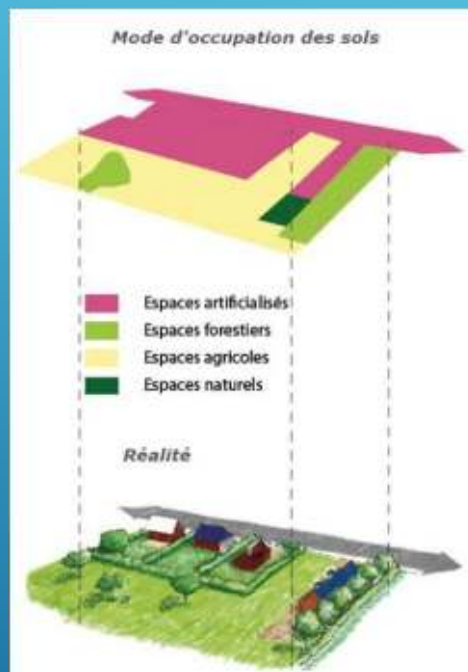 Mode d'occupation des sols
Espaces artificialisés
Espaces forestiers
Espaces agricoles
Espaces naturels
Réalité